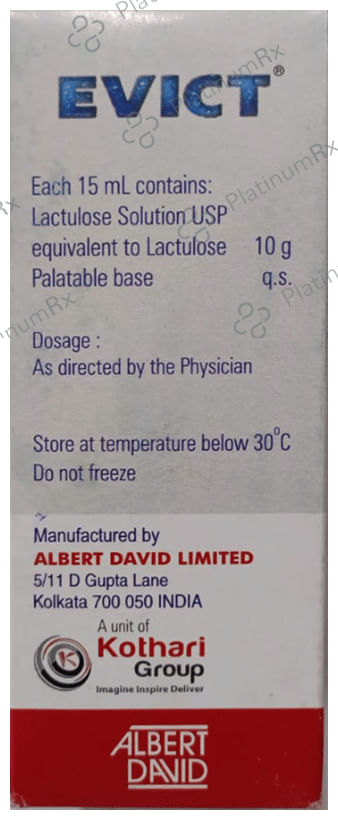 EVICT®
Each 15 mL contains:
Lactulose Solution USP
equivalent to Lactulose 10 g
Palatable base q.s.
Dosage :
As directed by the Physician
Store at temperature below 30°C
Do not freeze
Manufactured by
ALBERT DAVID LIMITED
5/11 D Gupta Lane
Kolkata 700 050 INDIA
A unit of
K
Kothari
Group
Imagine Inspire Deliver
ALBERT
DAVID
PlatinumRx